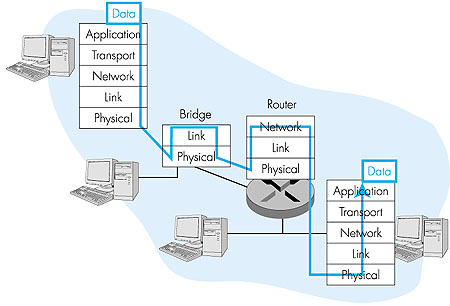 Data
Application
Transport
Network
Link
Physical
Bridge
Link
Physical
Router
Network
Link
Physical
Data
Application
Transport
Network
Link
Physical